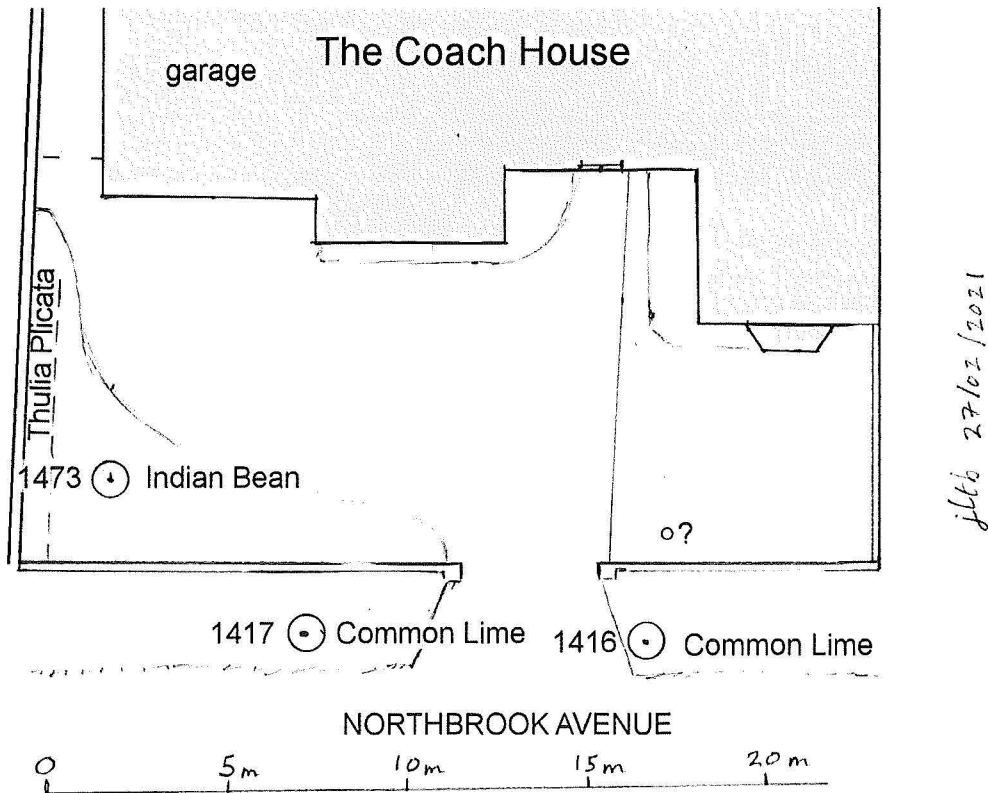 The Coach House
garage
Thulia Plicata
1473 Indian Bean
?
1417 Common Lime
1416 Common Lime
NORTHBROOK AVENUE
0 5m 10m 15m 20m
27/02/2021